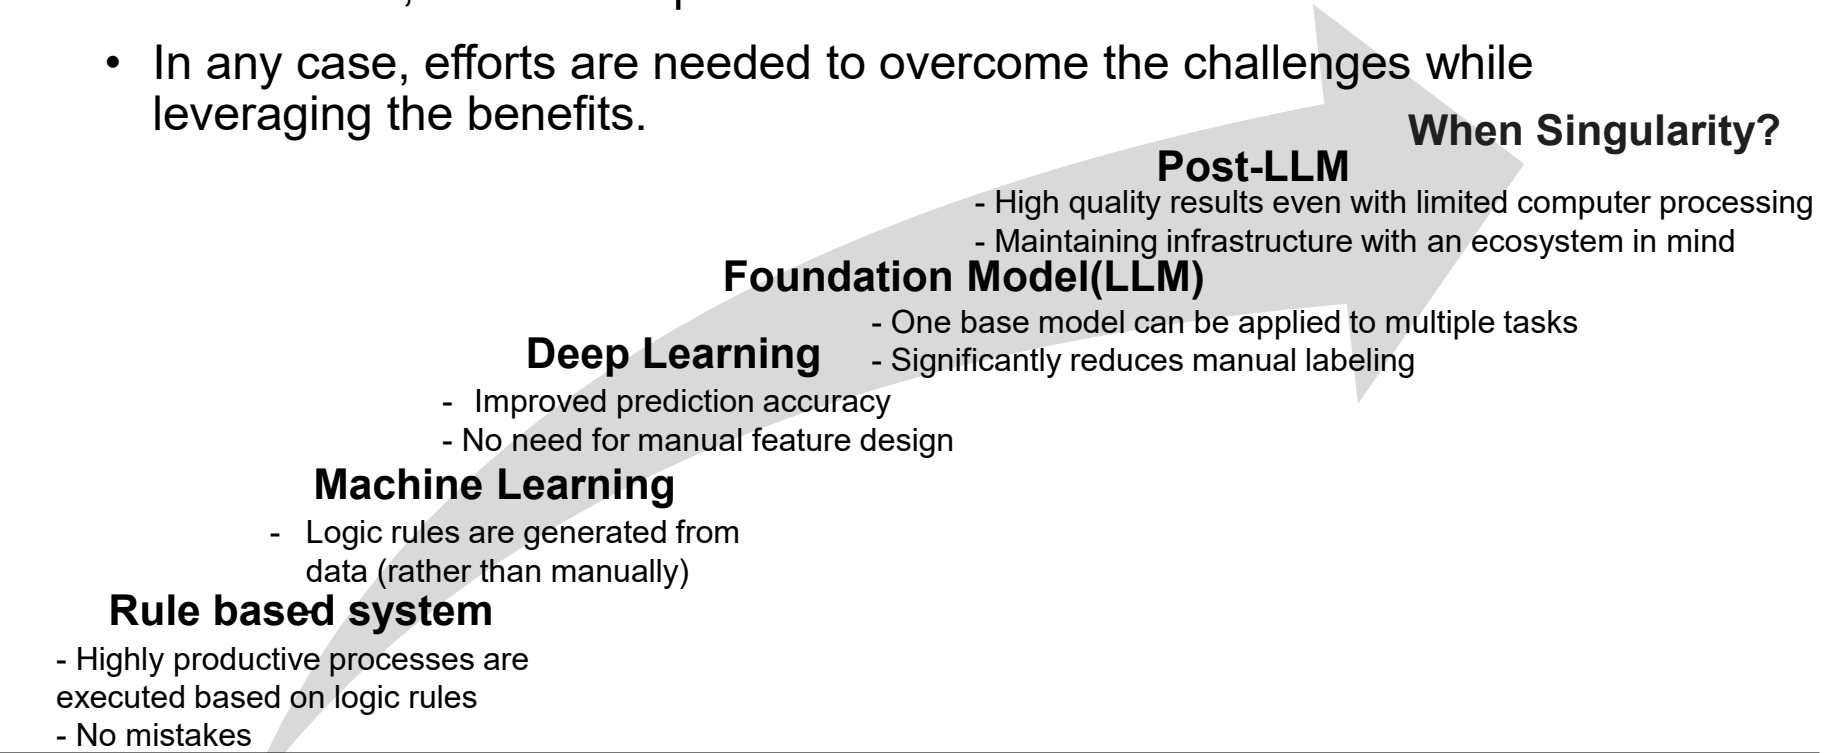 • In any case, efforts are needed to overcome the challenges while
leveraging the benefits.
When Singularity?
Post-LLM
- High quality results even with limited computer processing
- Maintaining infrastructure with an ecosystem in mind
Foundation Model(LLM)
- One base model can be applied to multiple tasks
- Significantly reduces manual labeling
Deep Learning
- Improved prediction accuracy
- No need for manual feature design
Machine Learning
- Logic rules are generated from
data (rather than manually)
Rule based system
- Highly productive processes are
executed based on logic rules
- No mistakes